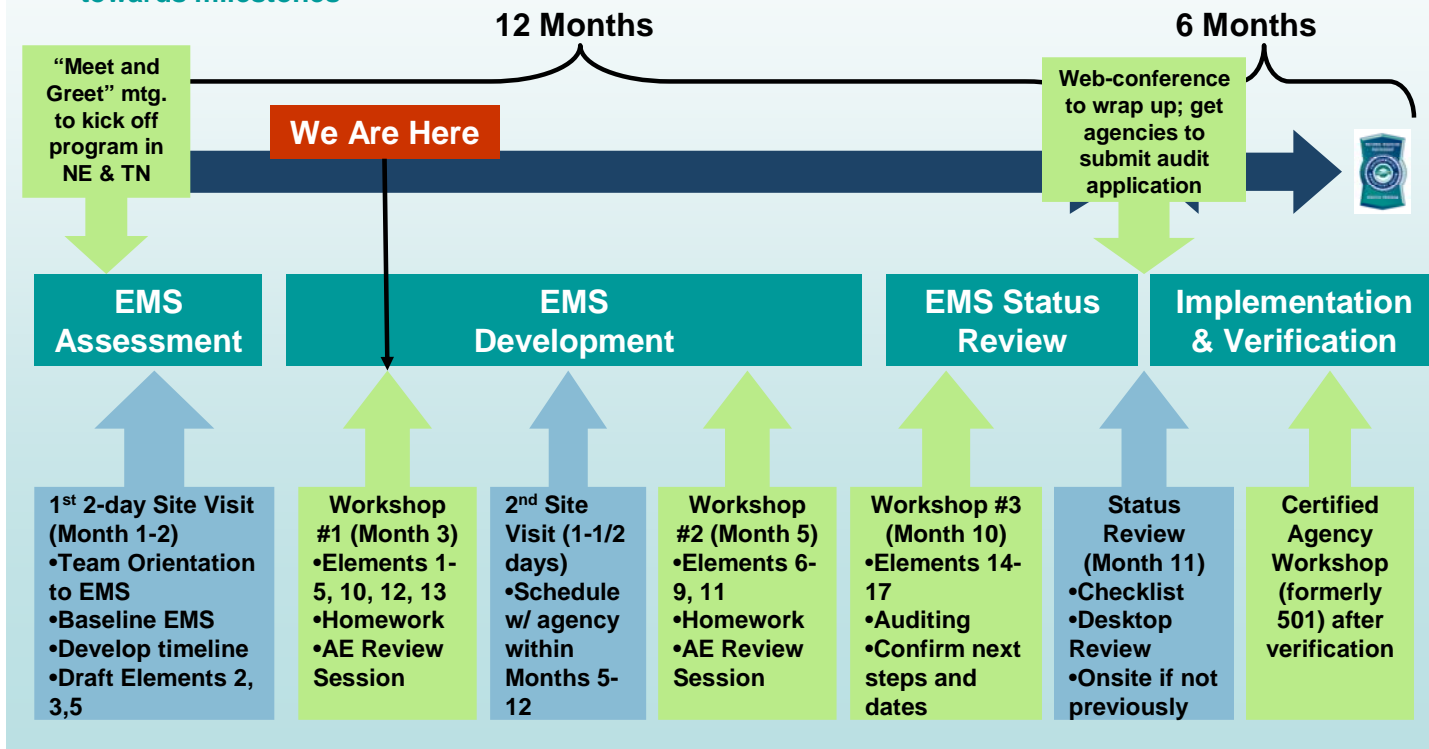 towards milestones
12 Months
6 Months
“Meet and
Greet” mtg.
to kick off
program in
NE & TN
We Are Here
Web-conference
to wrap up; get
agencies to
submit audit
application
EMS
Assessment
EMS
Development
EMS Status
Review
Implementation
& Verification
1st 2-day Site Visit
(Month 1-2)
•Team Orientation
to EMS
•Baseline EMS
•Develop timeline
•Draft Elements 2,
3,5
Workshop
#1 (Month 3)
•Elements 1-
5, 10, 12, 13
•Homework
•AE Review
Session
2nd Site
Visit (1-1/2
days)
•Schedule
w/ agency
within
Months 5-
12
Workshop
#2 (Month 5)
•Elements 6-
9, 11
•Homework
•AE Review
Session
Workshop #3
(Month 10)
•Elements 14-
17
•Auditing
•Confirm next
steps and
dates
Status
Review
(Month 11)
•Checklist
•Desktop
Review
•Onsite if not
previously
Certified
Agency
Workshop
(formerly
501) after
verification